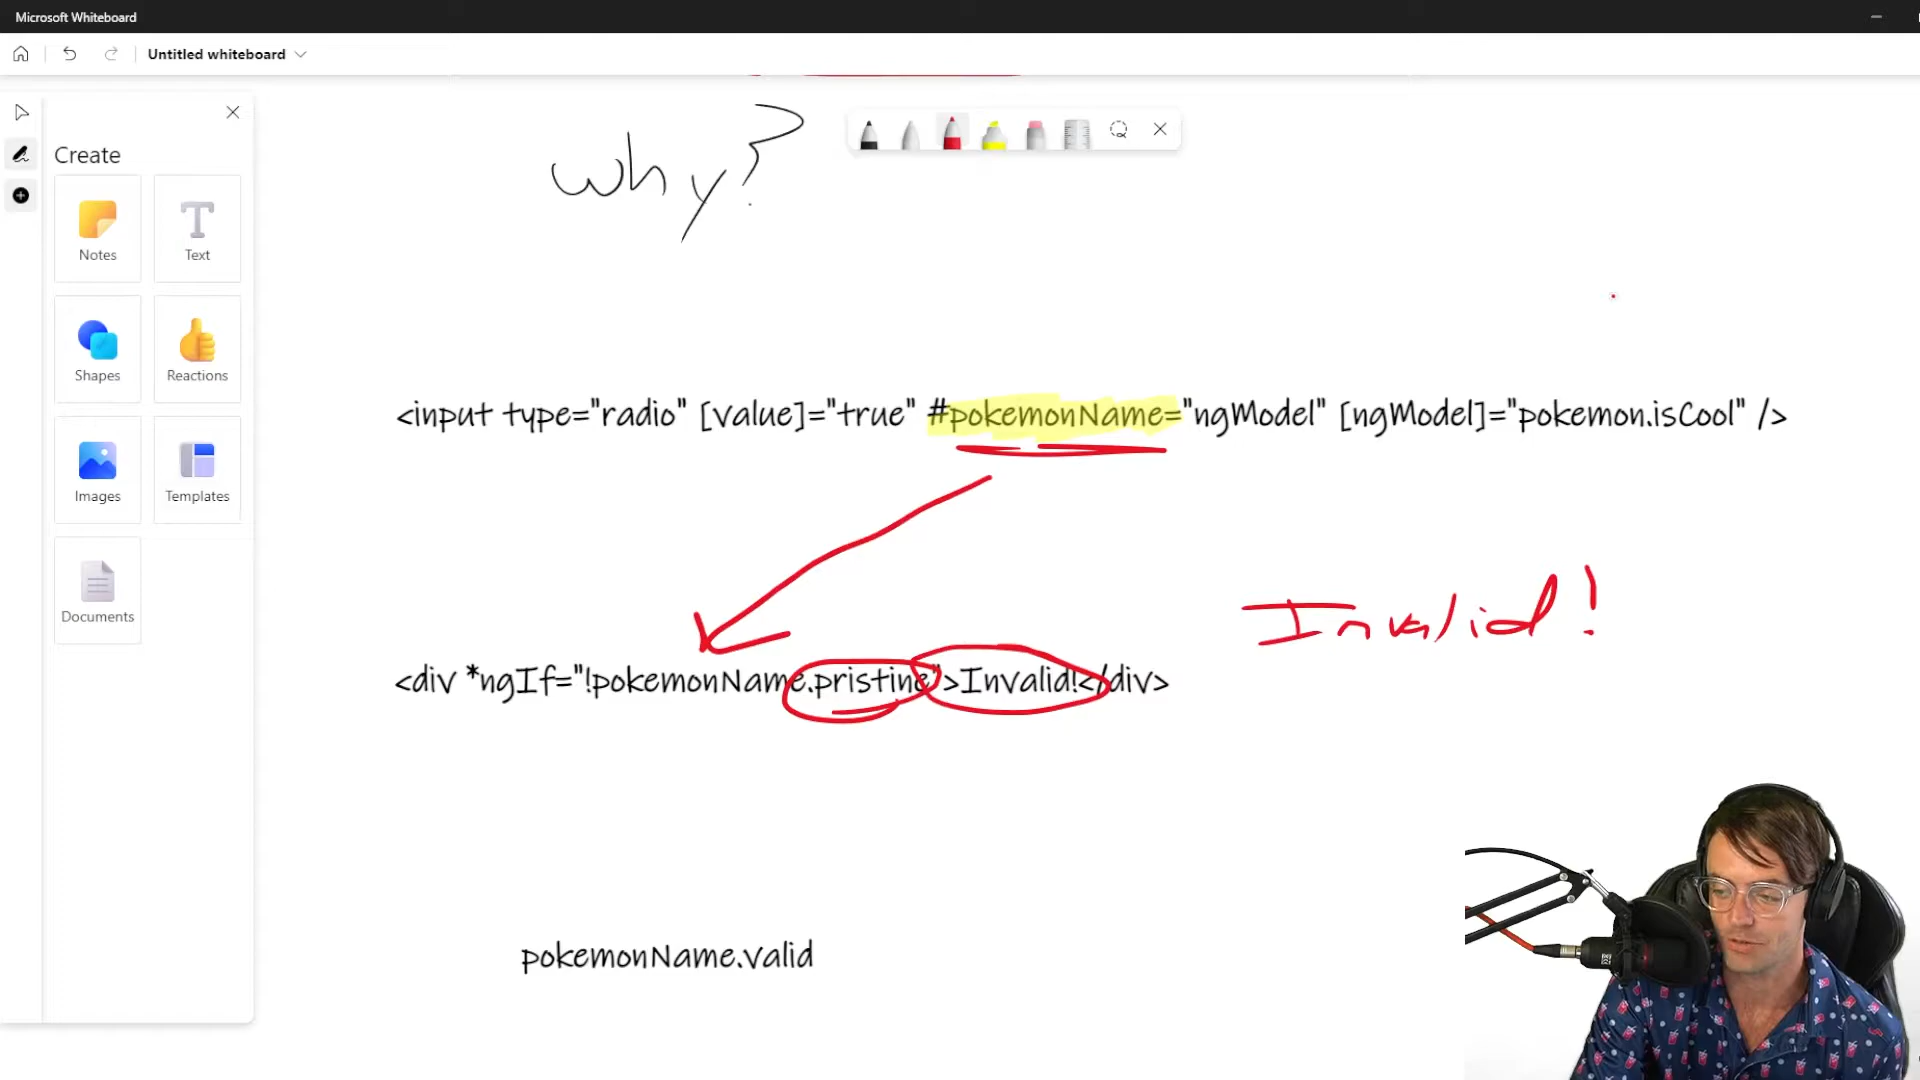 Microsoft Whiteboard
Untitled whiteboard
Create
Notes
Text
Shapes
Reactions
Images
Templates
Documents
why?
<input type="radio" [value]="true" #pokemonName="ngModel" [ngModel]="pokemon.isCool" />
Invalid!
<div *ngIf="!pokemonName.pristine">Invalid!</div>
pokemonName.valid